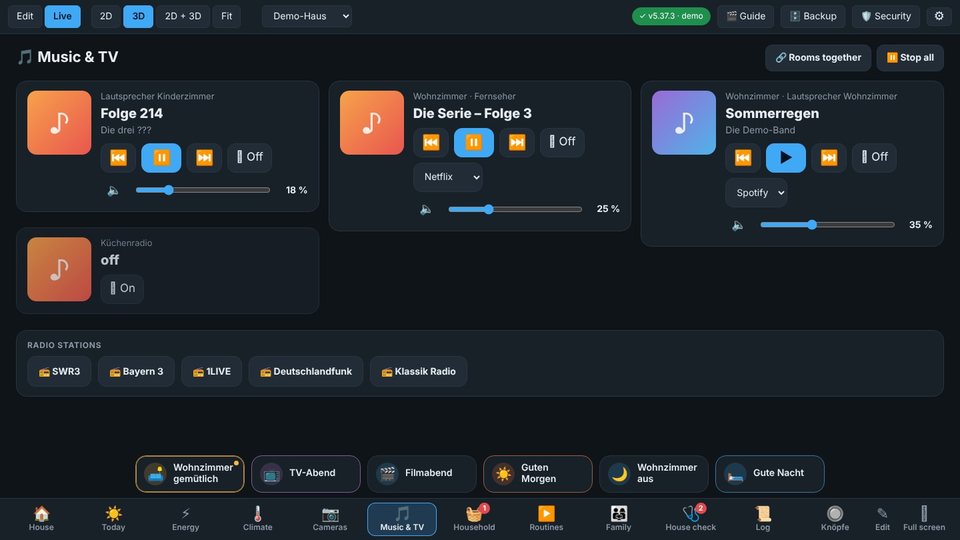 Edit Live 2D 3D 2D + 3D Fit Demo-Haus ✓ v5.37.3 · demo Guide Backup Security
Music & TV
Rooms together Stop all
Lautsprecher Kinderzimmer
Folge 214
Die drei ???
Off
18 %
Wohnzimmer · Fernseher
Die Serie – Folge 3
Off
Netflix
25 %
Wohnzimmer · Lautsprecher Wohnzimmer
Sommerregen
Die Demo-Band
Off
Spotify
35 %
Küchenradio
off
On
RADIO STATIONS
SWR3 Bayern 3 1LIVE Deutschlandfunk Klassik Radio
Wohnzimmer
gemütlich
TV-Abend
Filmabend
Guten
Morgen
Wohnzimmer
aus
Gute Nacht
1 2
House Today Energy Climate Cameras Music & TV Household Routines Family House check Log Knöpfe Edit Full screen